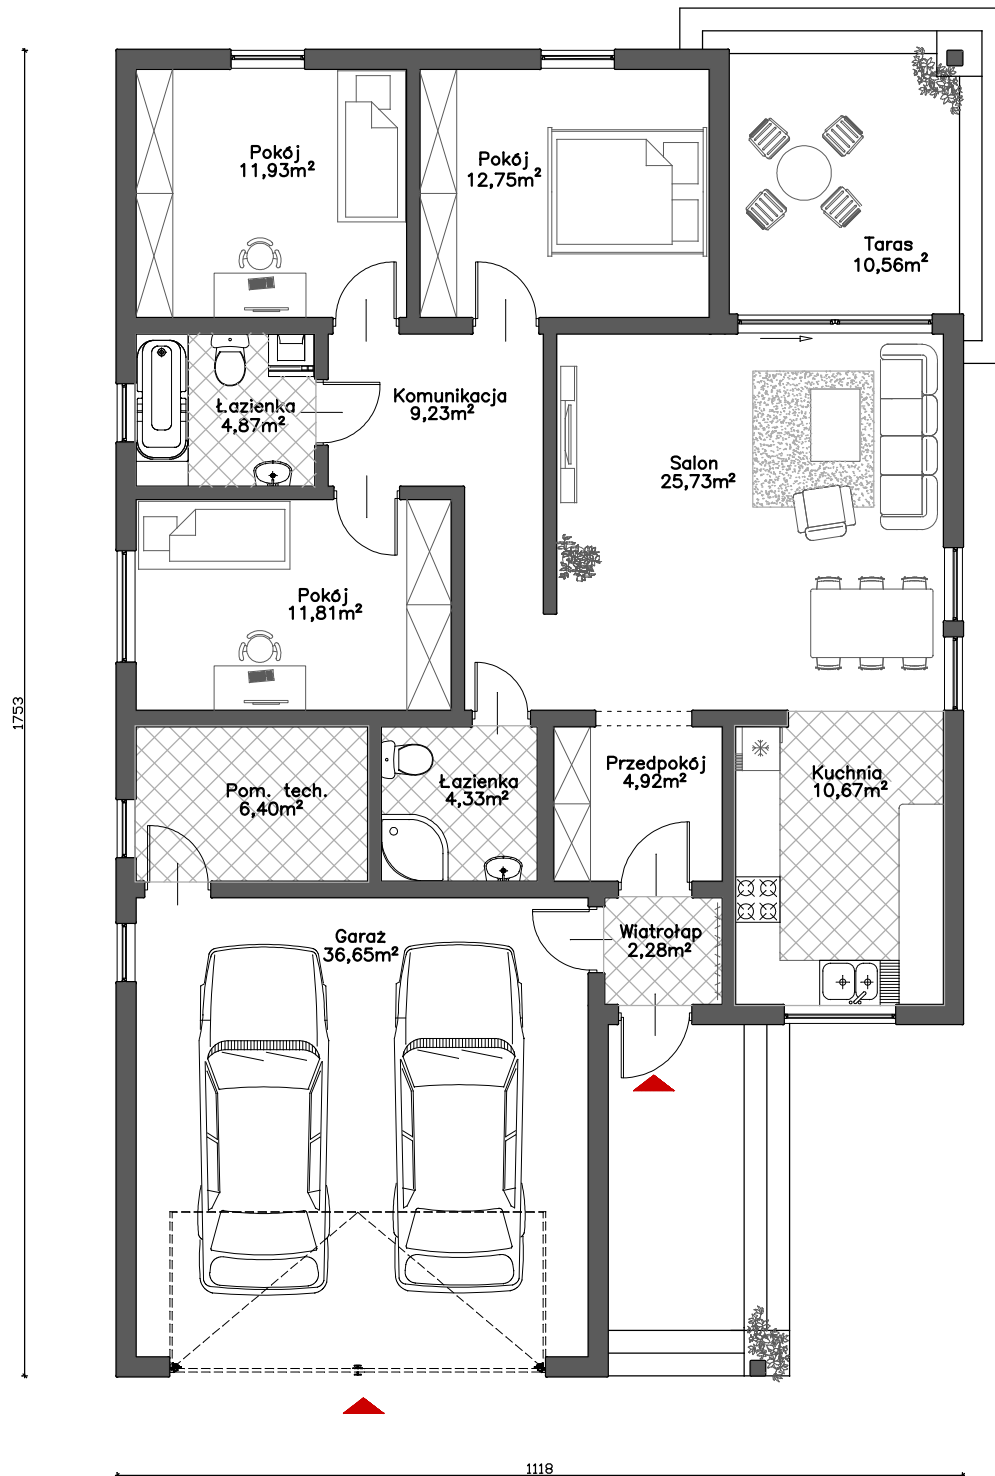 Pokój
11,93m²
Pokój
12,75m²
Taras
10,56m²
Łazienka
4,87m²
Komunikacja
9,23m²
Salon
25,73m²
Pokój
11,81m²
1753
Pom. tech.
6,40m²
Łazienka
4,33m²
Przedpokój
4,92m²
Kuchnia
10,67m²
Garaż
36,65m²
Wiatrołap
2,28m²
1118